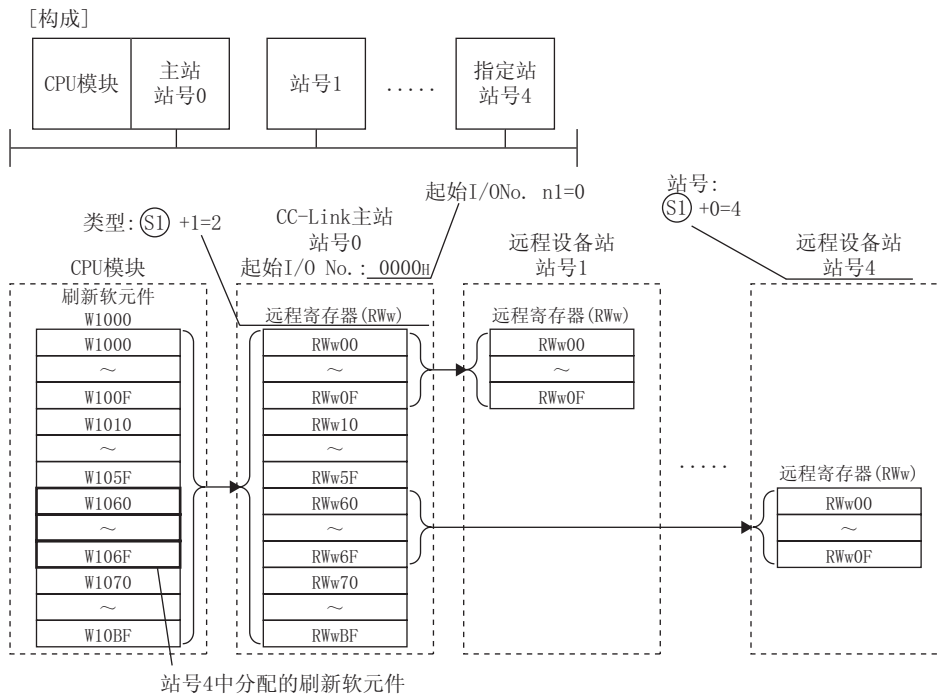 [构成]
CPU模块
主站
站号0
站号1
.....
指定站
站号4
起始I/ONo. n1=0
站号:
S1 +0=4
类型: S1 +1=2
CC-Link主站
站号0
起始I/O No.: 0000H
CPU模块
远程设备站
站号1
远程设备站
站号4
刷新软元件
W1000
W1000
～
W100F
W1010
～
W105F
W1060
～
W106F
W1070
～
W10BF
远程寄存器(RWw)
RWw00
～
RWw0F
RWw10
～
RWw5F
RWw60
～
RWw6F
RWw70
～
RWwBF
远程寄存器(RWw)
RWw00
～
RWw0F
.....
远程寄存器(RWw)
RWw00
～
RWw0F
站号4中分配的刷新软元件